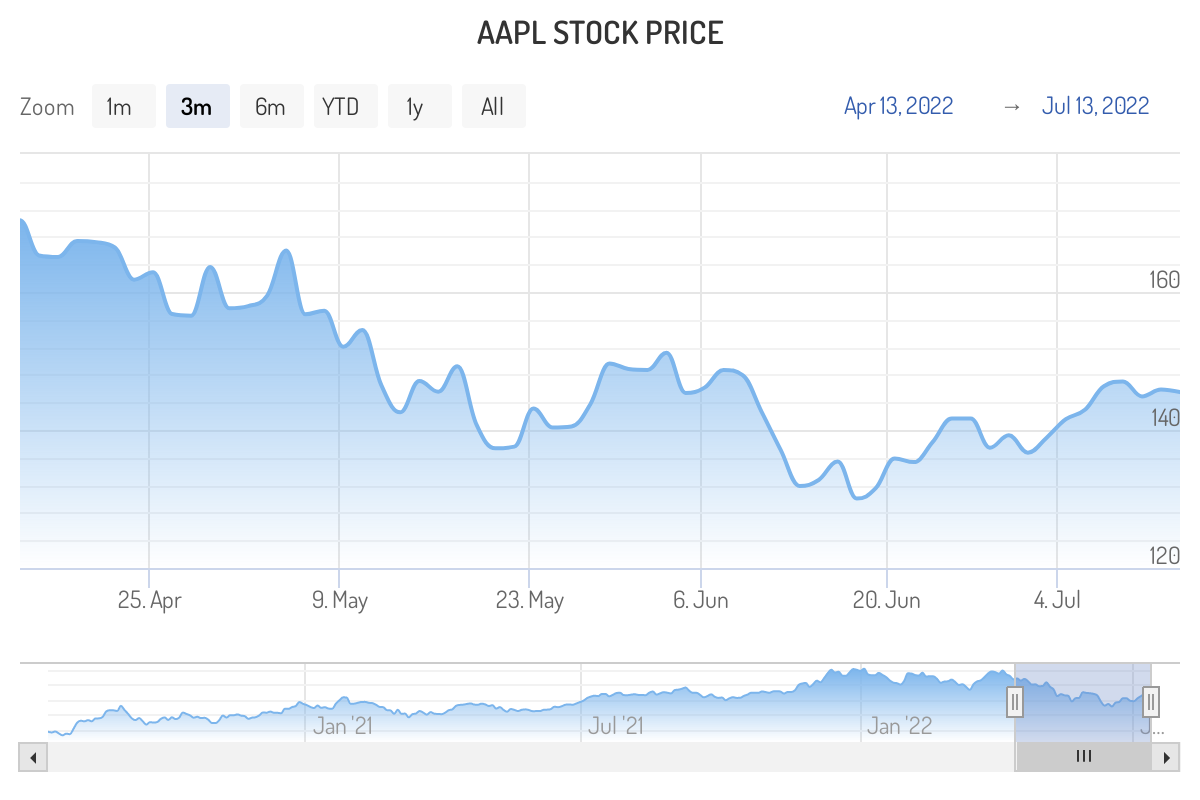 AAPL STOCK PRICE
Zoom 1m 3m 6m YTD 1y All Apr 13, 2022 → Jul 13, 2022
160
140
120
25. Apr 9. May 23. May 6. Jun 20. Jun 4. Jul
Jan '21 Jul '21 Jan '22 J...